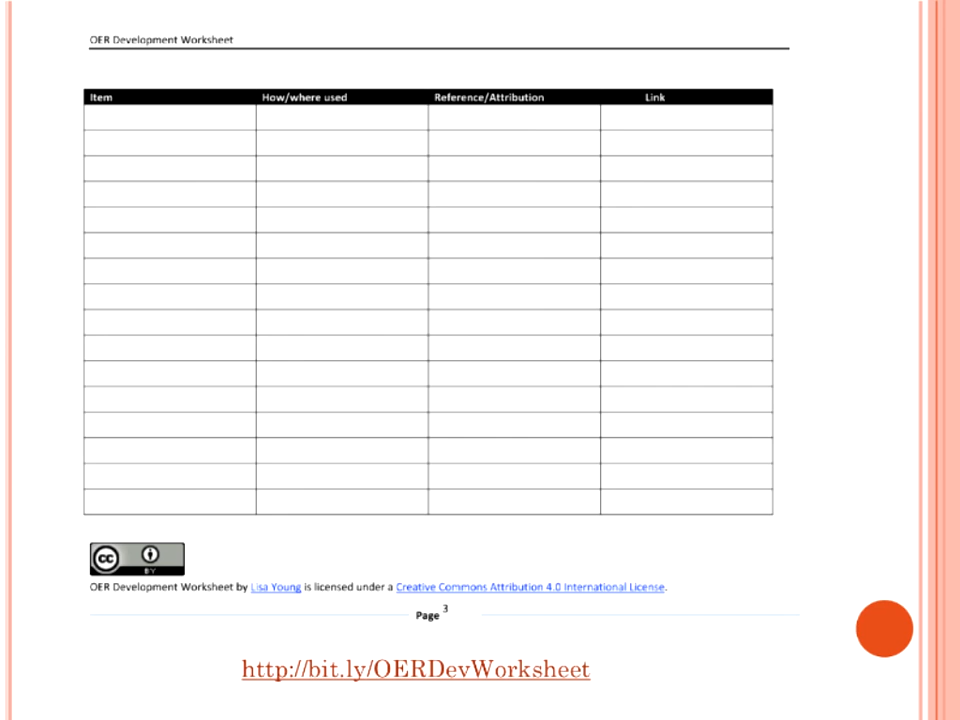 OER Development Worksheet
Item How/where used Reference/Attribution Link
cc BY
OER Development Worksheet by Lisa Young is licensed under a Creative Commons Attribution 4.0 International License.
Page 3
http://bit.ly/OERDevWorksheet